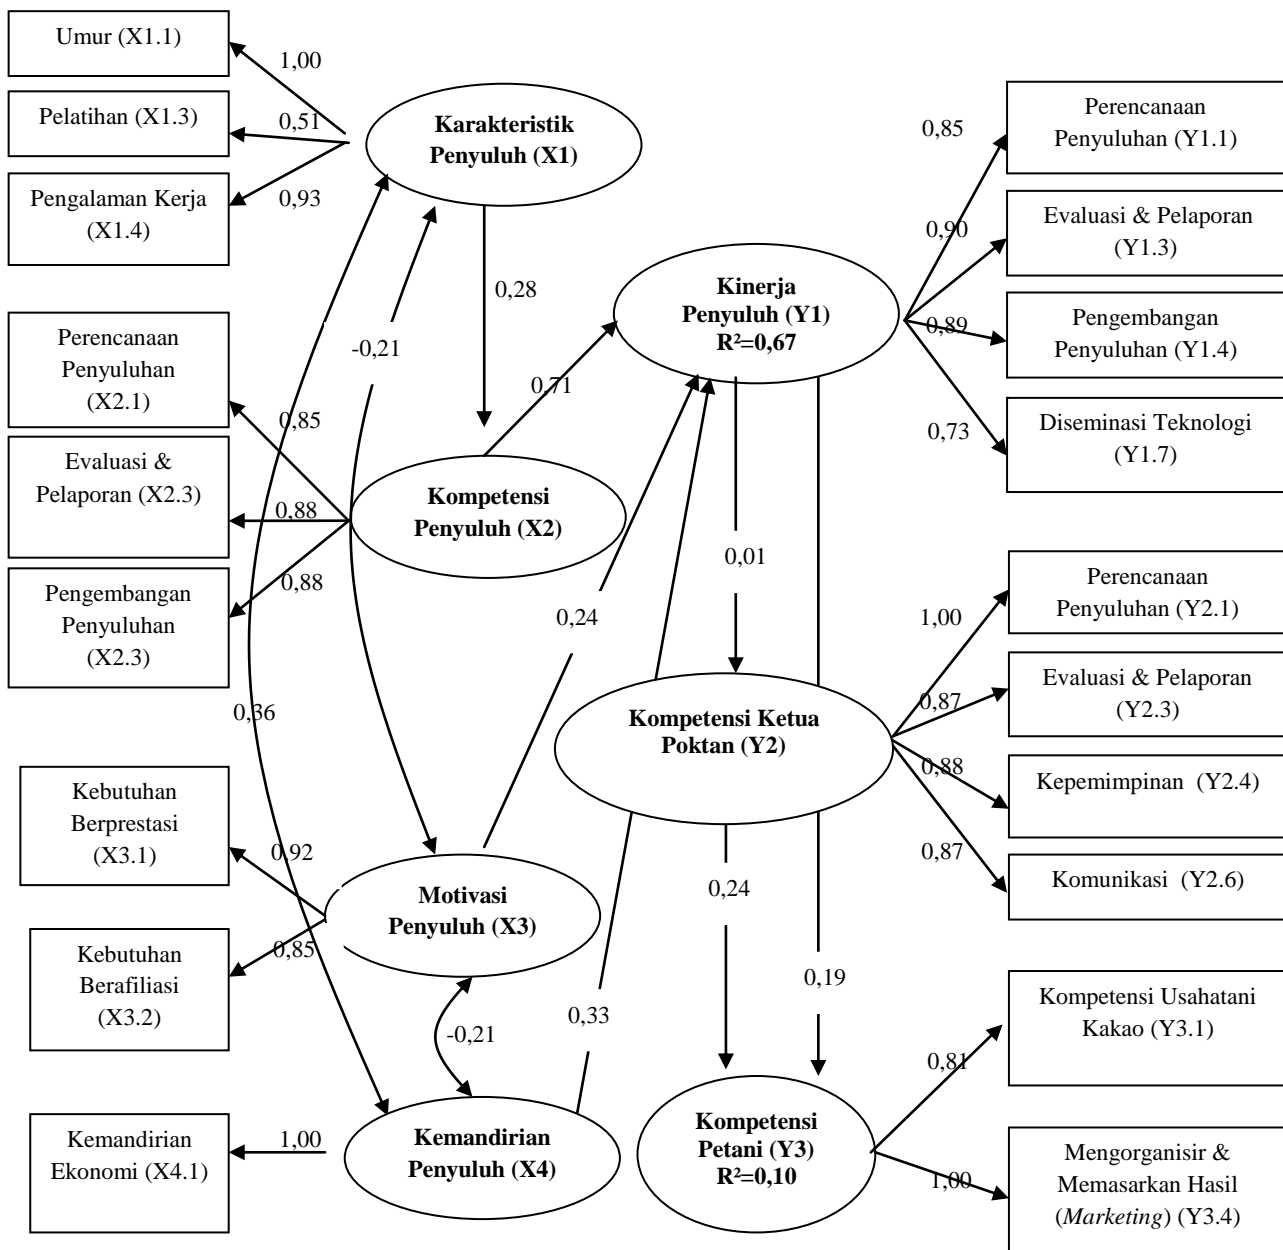 Umur (X1.1)
1,00
Pelatihan (X1.3)
0,51
Pengalaman Kerja
(X1.4)
0,93
Karakteristik
Penyuluh (X1)
0,28
-0,21
Perencanaan
Penyuluhan
(X2.1)
0,85
Evaluasi &
Pelaporan (X2.3)
0,88
Pengembangan
Penyuluhan
(X2.3)
0,88
Kompetensi
Penyuluh (X2)
0,71
0,36
Kebutuhan
Berprestasi
(X3.1)
0,92
Kebutuhan
Berafiliasi
(X3.2)
0,85
Motivasi
Penyuluh (X3)
0,24
-0,21
Kemandirian
Ekonomi (X4.1)
1,00
Kemandirian
Penyuluh (X4)
0,33
Kinerja
Penyuluh (Y1)
R²=0,67
0,85
Perencanaan
Penyuluhan (Y1.1)
0,90
Evaluasi & Pelaporan
(Y1.3)
0,89
Pengembangan
Penyuluhan (Y1.4)
0,73
Diseminasi Teknologi
(Y1.7)
0,01
Kompetensi Ketua
Poktan (Y2)
1,00
Perencanaan
Penyuluhan (Y2.1)
0,87
Evaluasi & Pelaporan
(Y2.3)
0,88
Kepemimpinan (Y2.4)
0,87
Komunikasi (Y2.6)
0,24
0,19
Kompetensi
Petani (Y3)
R²=0,10
0,81
Kompetensi Usahatani
Kakao (Y3.1)
1,00
Mengorganisir &
Memasarkan Hasil
(Marketing) (Y3.4)